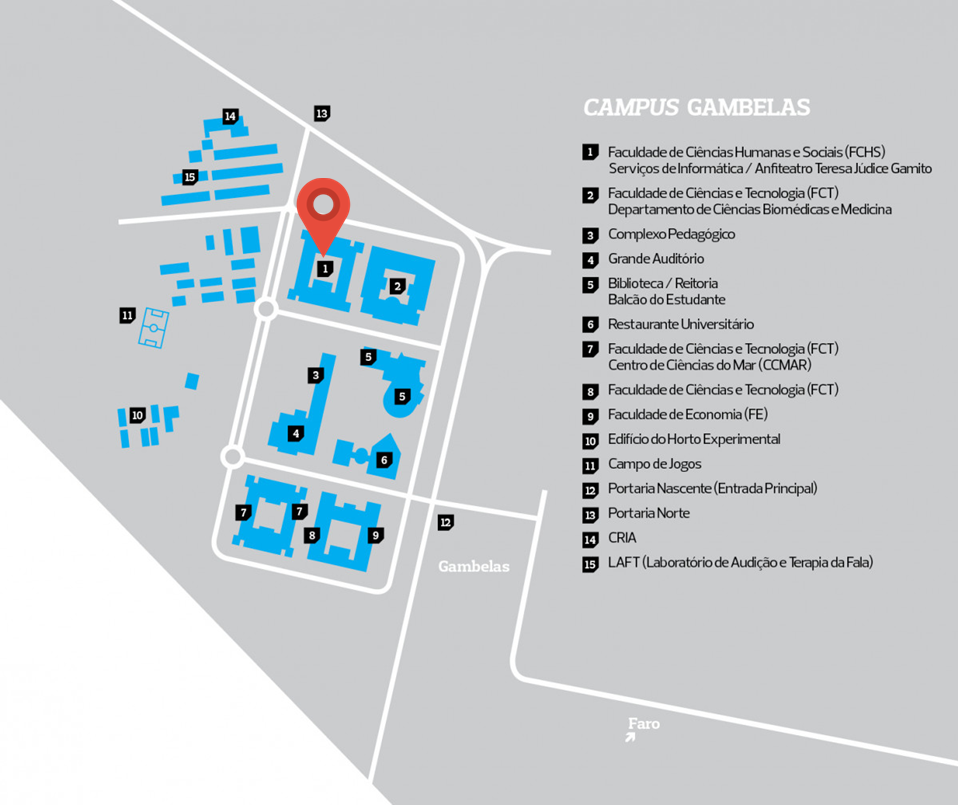 14
13
15
1
2
11
5
3
5
10
4
6
7
7
8
9
12
Gambelas
Faro
CAMPUS GAMBELAS
1 Faculdade de Ciências Humanas e Sociais (FCHS)
Serviços de Informática / Anfiteatro Teresa Júdice Gamito
2 Faculdade de Ciências e Tecnologia (FCT)
Departamento de Ciências Biomédicas e Medicina
3 Complexo Pedagógico
4 Grande Auditório
5 Biblioteca / Reitoria
Balcão do Estudante
6 Restaurante Universitário
7 Faculdade de Ciências e Tecnologia (FCT)
Centro de Ciências do Mar (CCMAR)
8 Faculdade de Ciências e Tecnologia (FCT)
9 Faculdade de Economia (FE)
10 Edifício do Horto Experimental
11 Campo de Jogos
12 Portaria Nascente (Entrada Principal)
13 Portaria Norte
14 CRIA
15 LAFT (Laboratório de Audição e Terapia da Fala)